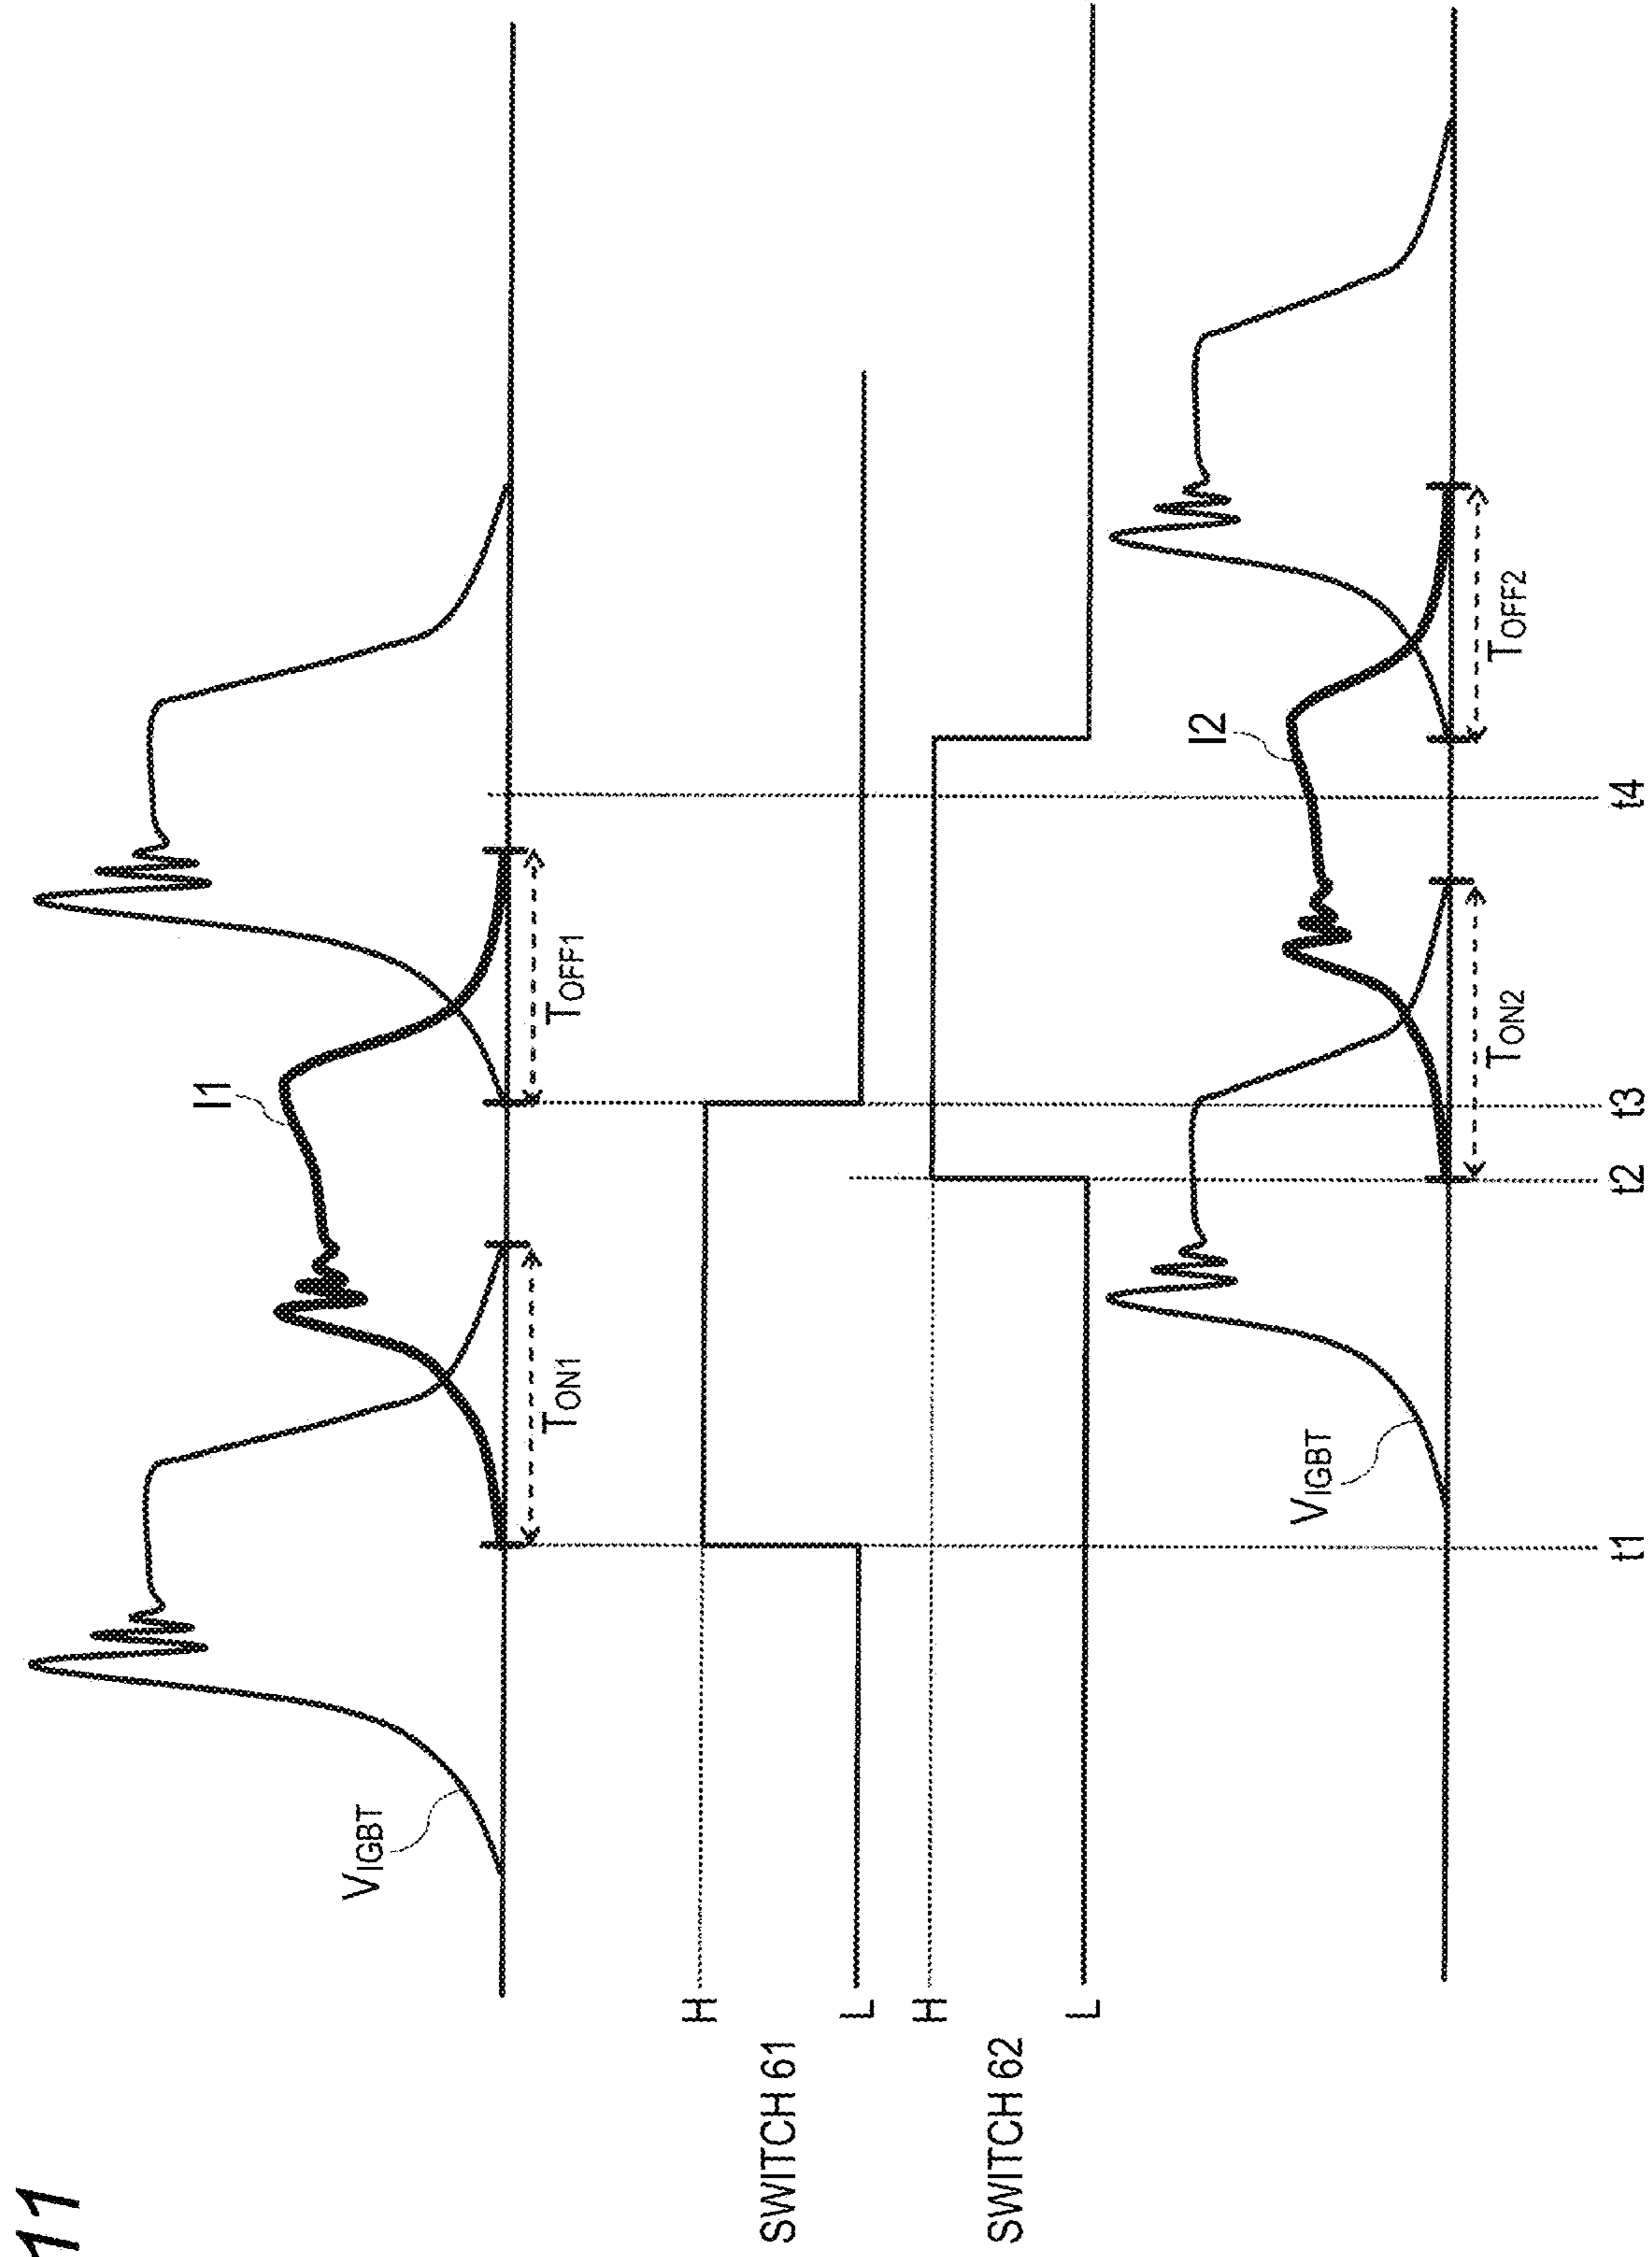 11
VIGBT
I1
TON1
TOFF1
SWITCH 61
H
L
SWITCH 62
H
L
VIGBT
I2
TON2
TOFF2
t1
t2
t3
t4